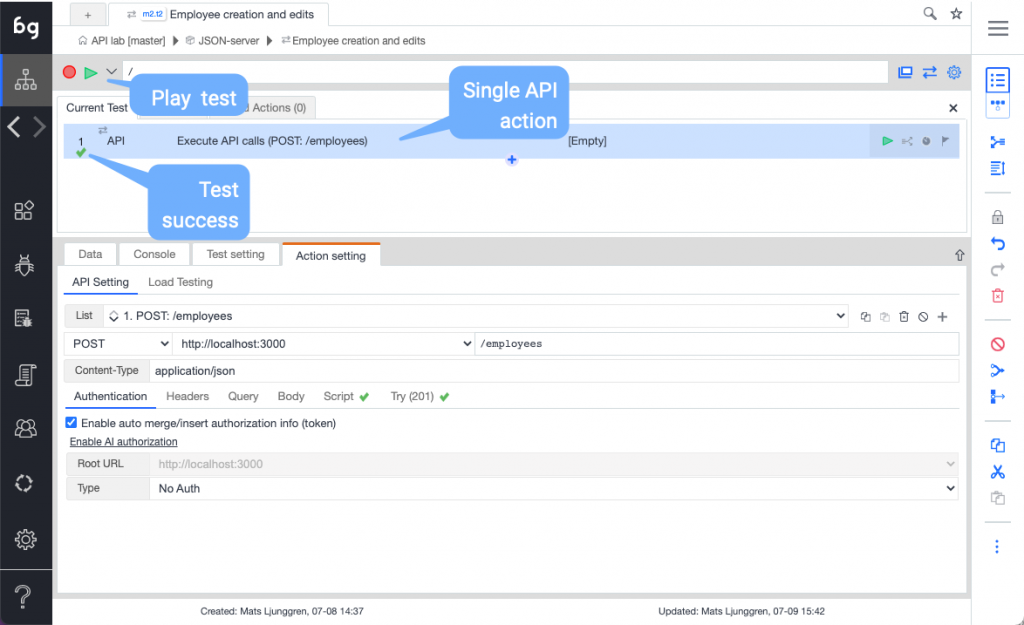 bg
+
m2.t2 Employee creation and edits
API lab [master] JSON-server Employee creation and edits
/
Play test
Single API
action
Current Test
d Actions (0)
1 API Execute API calls (POST: /employees) [Empty]
+
Test
success
Data Console Test setting Action setting
API Setting Load Testing
List 1. POST: /employees
POST http://localhost:3000 /employees
Content-Type application/json
Authentication Headers Query Body Script Try (201)
Enable auto merge/insert authorization info (token)
Enable AI authorization
Root URL http://localhost:3000
Type No Auth
Created: Mats Ljunggren, 07-08 14:37 Updated: Mats Ljunggren, 07-09 15:42